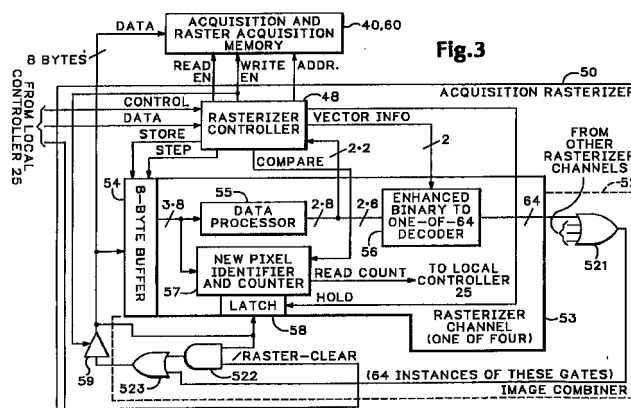 DATA
8 BYTES
ACQUISITION AND
RASTER ACQUISITION
MEMORY
40,60
Fig.3
READ
EN
WRITE
EN
ADDR.
50
ACQUISITION RASTERIZER
FROM LOCAL
CONTROLLER 25
CONTROL
DATA
48
RASTERIZER
CONTROLLER
VECTOR INFO
STORE
STEP
COMPARE
2·2
2
FROM
OTHER
RASTERIZER
CHANNELS
52
54
8-BYTE BUFFER
3·8
55
DATA
PROCESSOR
2·8
2·6
ENHANCED
BINARY TO
ONE-OF-64
DECODER
56
64
521
NEW PIXEL
IDENTIFIER
AND COUNTER
57
READ COUNT
TO LOCAL
CONTROLLER
25
LATCH
HOLD
58
RASTERIZER
CHANNEL
(ONE OF FOUR)
53
59
523
522
/RASTER-CLEAR
(64 INSTANCES OF THESE GATES)
IMAGE COMBINER